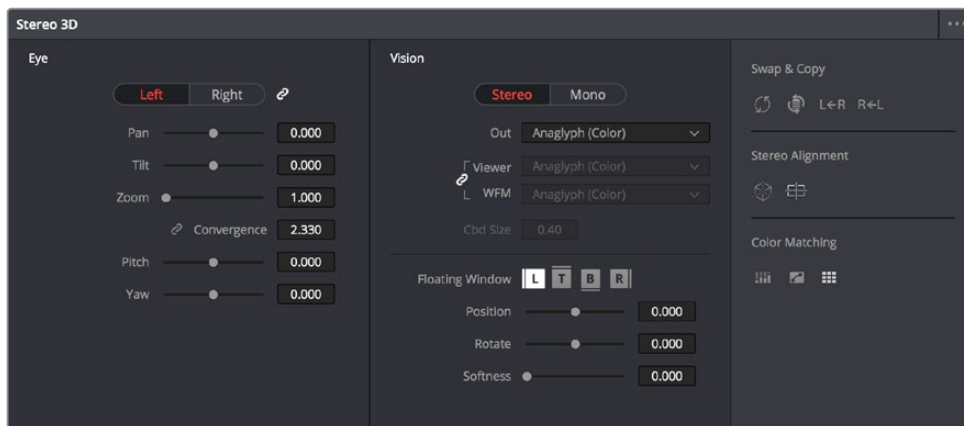 Stereo 3D
Eye
Left Right
Pan 0.000
Tilt 0.000
Zoom 1.000
Convergence 2.330
Pitch 0.000
Yaw 0.000
Vision
Stereo Mono
Out Anaglyph (Color)
Viewer Anaglyph (Color)
WFM Anaglyph (Color)
Cbd Size 0.40
Floating Window L T B R
Position 0.000
Rotate 0.000
Softness 0.000
Swap & Copy
L←R R←L
Stereo Alignment
Color Matching